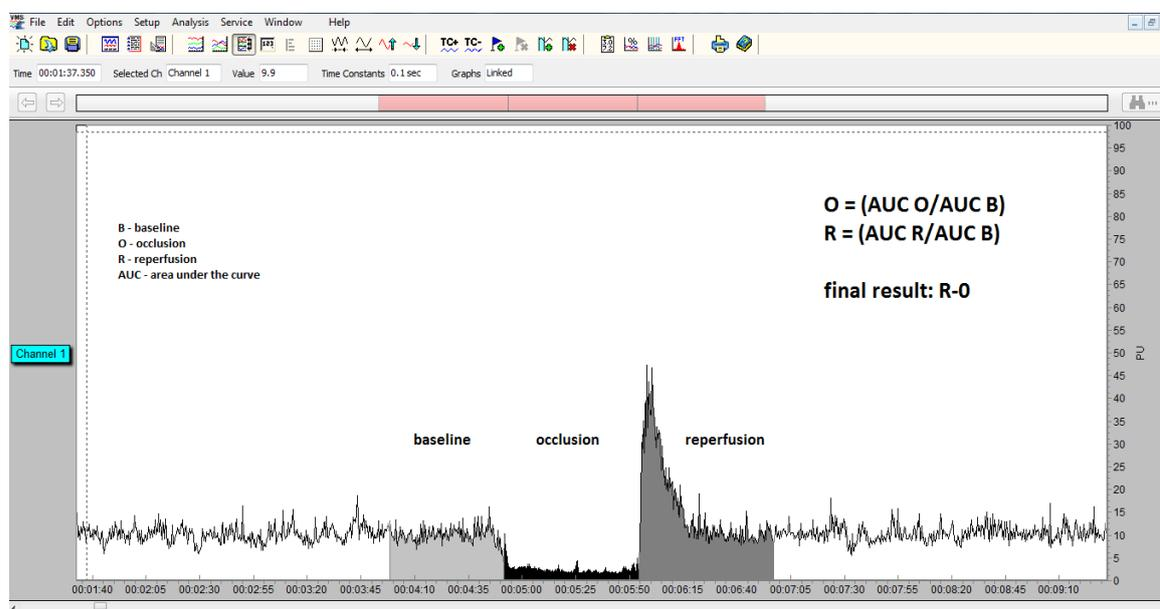 VMS File Edit Options Setup Analysis Service Window Help
TC+ TC-
Time 00:01:37.350 Selected Ch Channel 1 Value 9.9 Time Constants 0.1 sec Graphs Linked
100
95
90
85
80
75
70
65
60
55
50
45
40
35
30
25
20
15
10
5
0
PU
O = (AUC O/AUC B)
R = (AUC R/AUC B)
final result: R-0
B - baseline
O - occlusion
R - reperfusion
AUC - area under the curve
Channel 1
baseline occlusion reperfusion
00:01:40 00:02:05 00:02:30 00:02:55 00:03:20 00:03:45 00:04:10 00:04:35 00:05:00 00:05:25 00:05:50 00:06:15 00:06:40 00:07:05 00:07:30 00:07:55 00:08:20 00:08:45 00:09:10